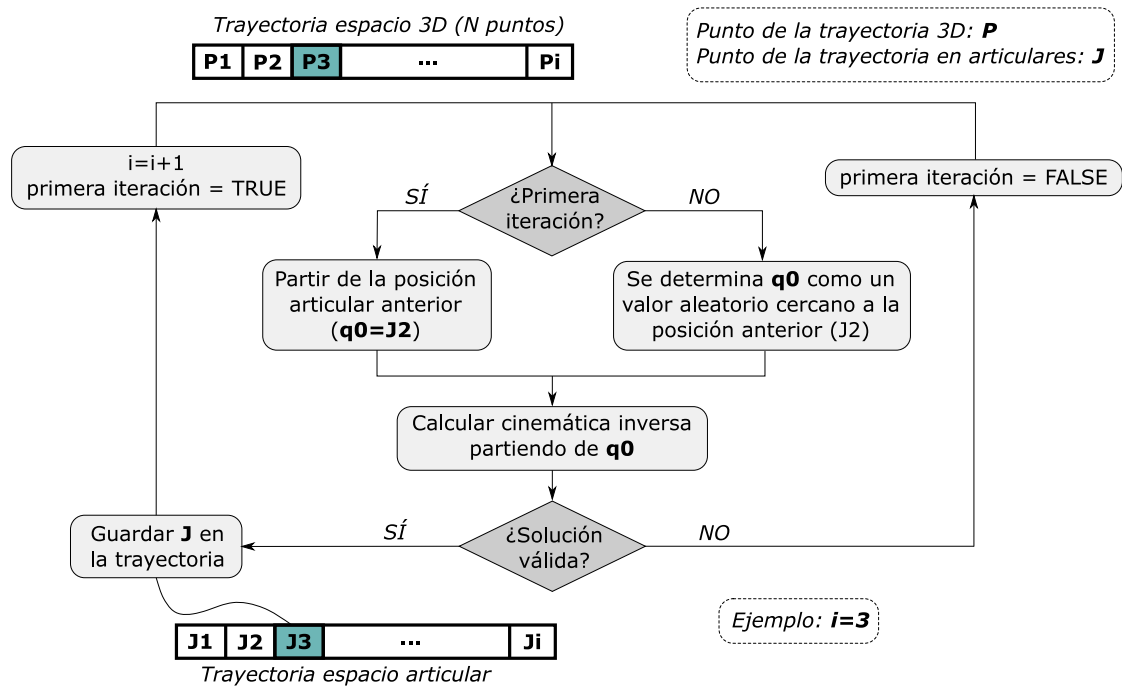 Trayectoria espacio 3D (N puntos)
P1 P2 P3 ... Pi
Punto de la trayectoria 3D: P
Punto de la trayectoria en articulares: J
i=i+1
primera iteración = TRUE
¿Primera
iteración?
SÍ
NO
primera iteración = FALSE
Partir de la posición
articular anterior
(q0=J2)
Se determina q0 como un
valor aleatorio cercano a la
posición anterior (J2)
Calcular cinemática inversa
partiendo de q0
¿Solución
válida?
SÍ
NO
Guardar J en
la trayectoria
J1 J2 J3 ... Ji
Trayectoria espacio articular
Ejemplo: i=3